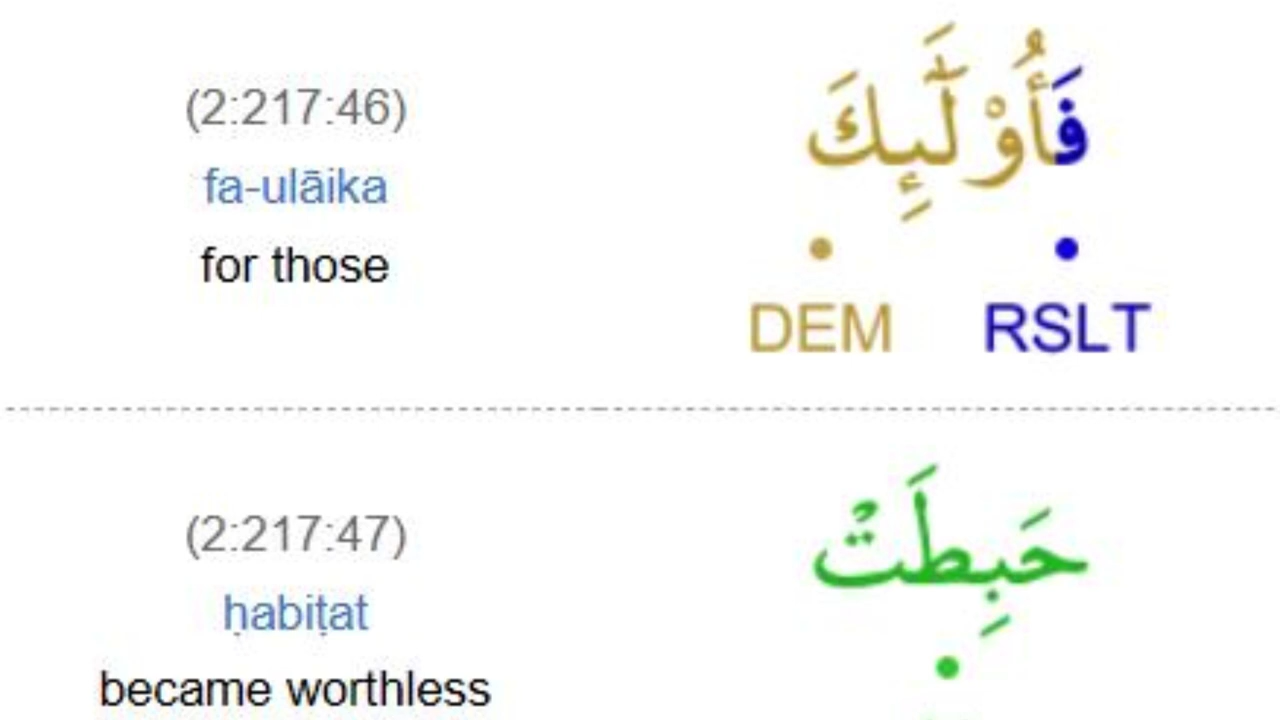 (2:217:46)
fa-ulāika
for those
فَأُوْلَٰٓئِكَ
DEM RSLT
(2:217:47)
ḥabiṭat
became worthless
حَبِطَتْ